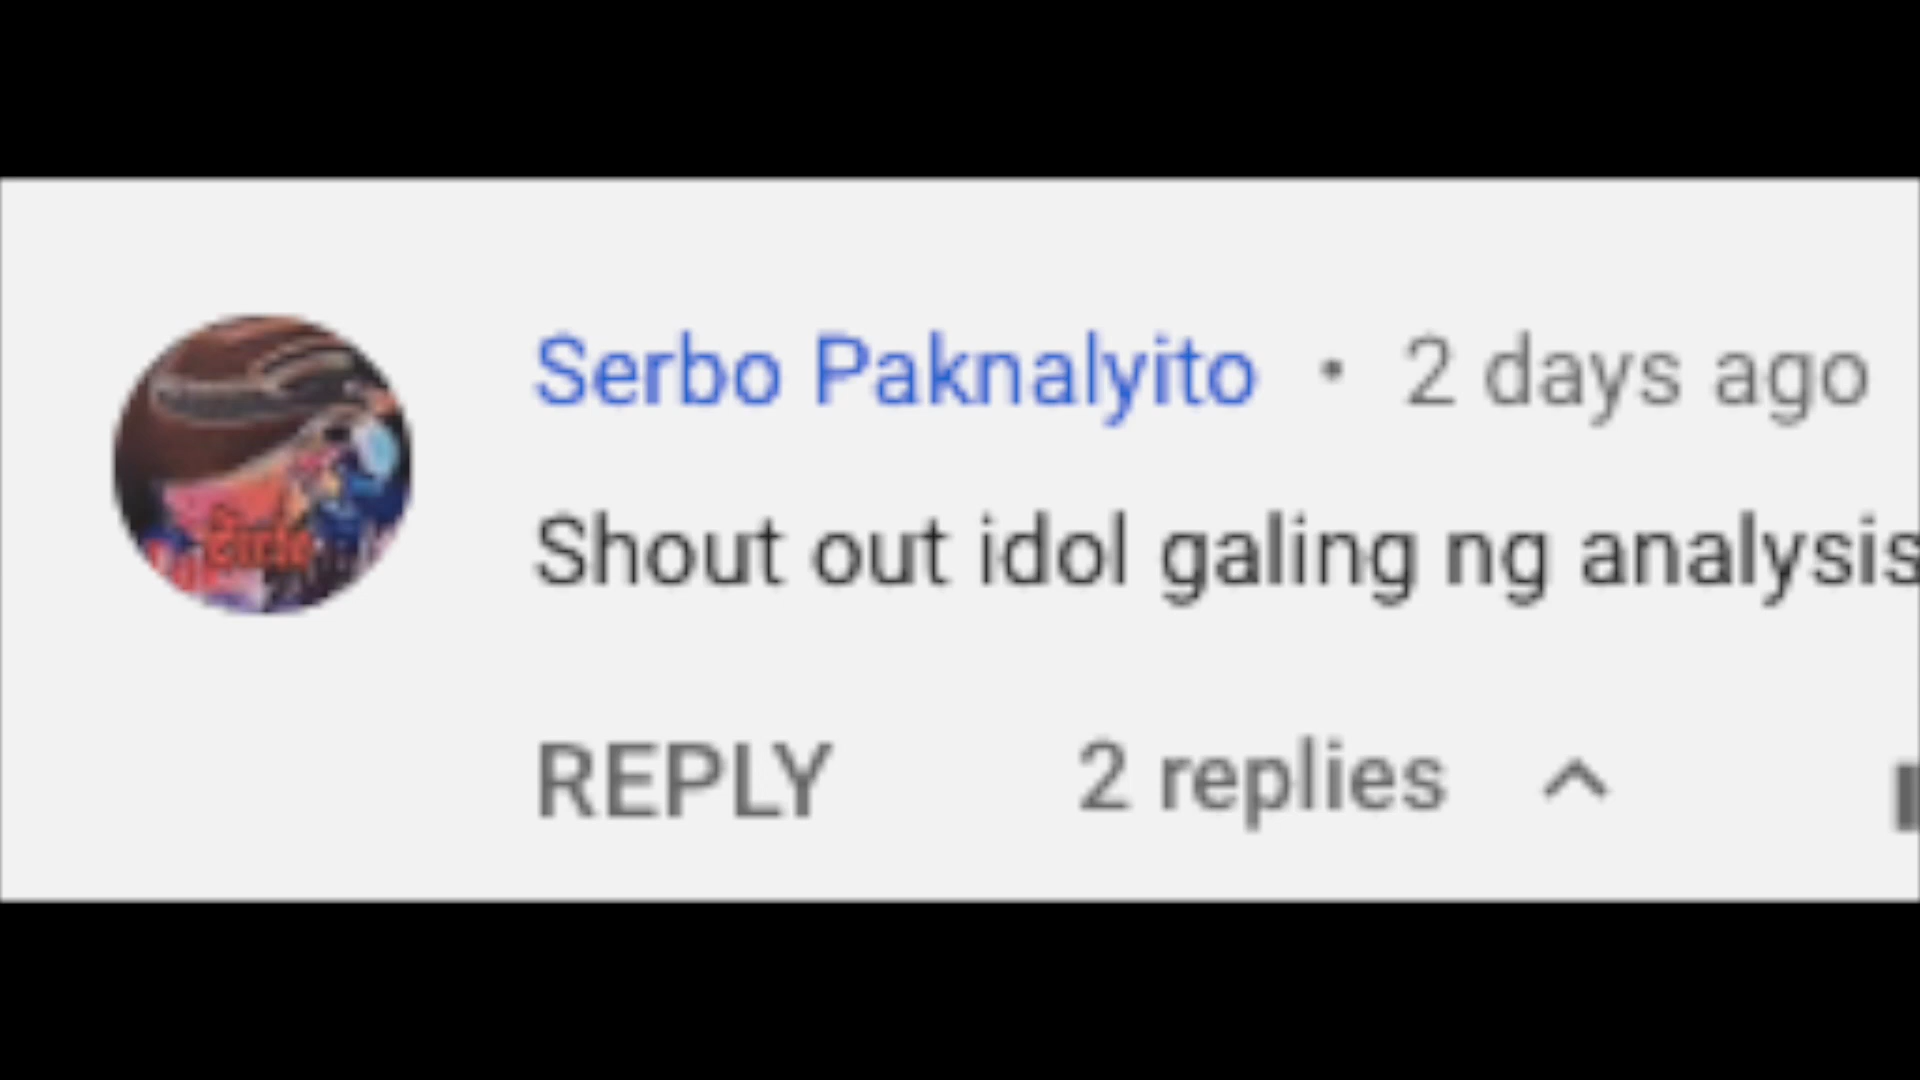 Serbo Paknalyito • 2 days ago
Shout out idol galing ng analysis
REPLY 2 replies